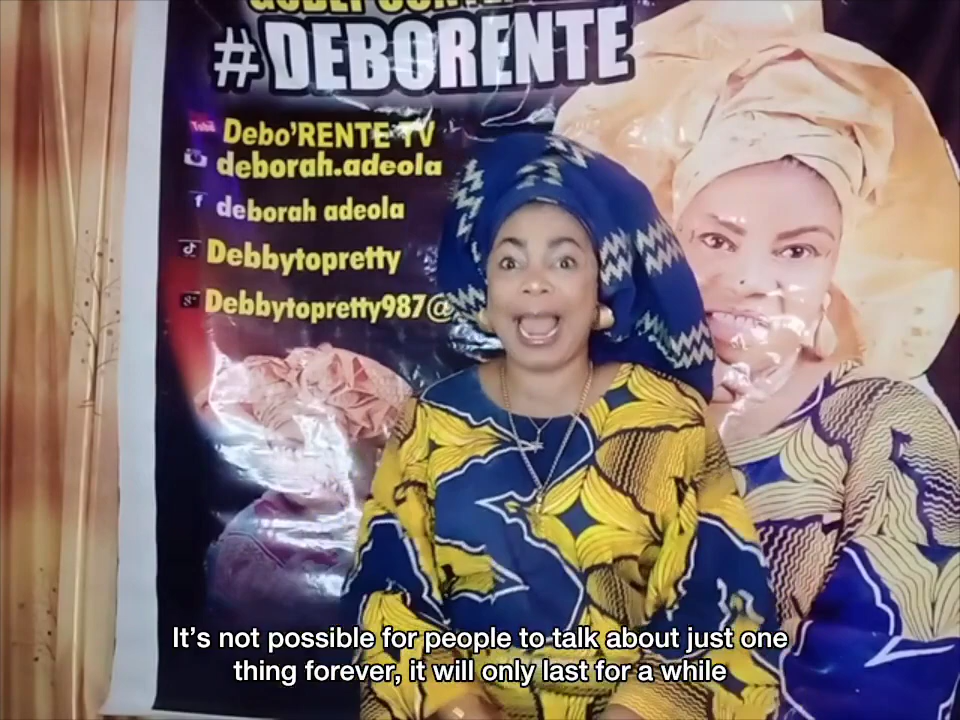 #DEBORENTE
Debo'RENTE TV
deborah.adeola
deborah adeola
Debbytopretty
Debbytopretty987@
It's not possible for people to talk about just one
thing forever, it will only last for a while